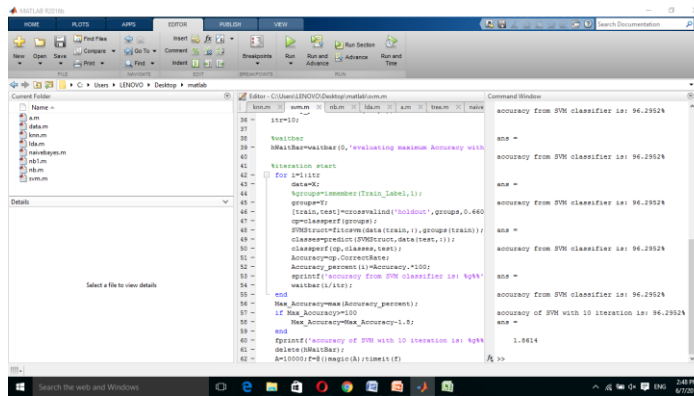 MATLAB R2016b
HOME PLOTS APPS EDITOR PUBLISH VIEW
Search Documentation
New Open Save
Find Files
Compare
Print
Go To
Find
Insert
Comment
Indent
Breakpoints
Run
Run and Advance
Run Section
Advance
Run and Time
FILE NAVIGATE EDIT BREAKPOINTS RUN
C: Users LENOVO Desktop matlab
Current Folder
Name
a.m
data.m
knn.m
lda.m
naivebayes.m
nb1.m
nb.m
svm.m
Details
Select a file to view details
Editor - C:\Users\LENOVO\Desktop\matlab\svm.m
knn.m svm.m nb.m lda.m a.m tree.m naive
36 itr=10;
37
38 %waitbar
39 hWaitBar=waitbar(0,'evaluating maximum Accuracy with
40
41 %iteration start
42 for i=1:itr
43 data=X;
44 %groups=ismember(Train_Label,1);
45 groups=Y;
46 [train,test]=crossvalind('holdout',groups,0.660
47 cp=classperf(groups);
48 SVMStruct=fitcsvm(data(train,:),groups(train));
49 classes=predict(SVMStruct,data(test,:));
50 classperf(cp,classes,test);
51 Accuracy=cp.CorrectRate;
52 Accuracy_percent(i)=Accuracy.*100;
53 sprintf('accuracy from SVM classifier is: %g%%'
54 waitbar(i/itr);
55 end
56 Max_Accuracy=max(Accuracy_percent);
57 if Max_Accuracy>=100
58 Max_Accuracy=Max_Accuracy-1.8;
59 end
60 fprintf('accuracy of SVM with 10 iteration is: %g%%
61 delete(hWaitBar);
62 A=10000;f=@()magic(A);timeit(f)
Command Window
accuracy from SVM classifier is: 96.2952%
ans =
accuracy from SVM classifier is: 96.2952%
ans =
accuracy from SVM classifier is: 96.2952%
ans =
accuracy from SVM classifier is: 96.2952%
ans =
accuracy from SVM classifier is: 96.2952%
accuracy of SVM with 10 iteration is: 96.2952%
ans =
1.8614
fx >>
Search the web and Windows
ENG
2:48 P
6/7/20